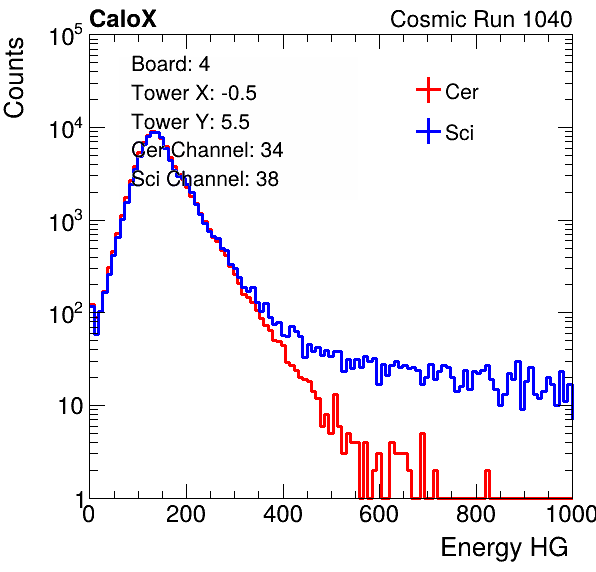 CaloX
Cosmic Run 1040
Counts
Board: 4
Tower X: -0.5
Tower Y: 5.5
Cer Channel: 34
Sci Channel: 38
Cer
Sci
10^5
10^4
10^3
10^2
10
1
0
200
400
600
800
1000
Energy HG